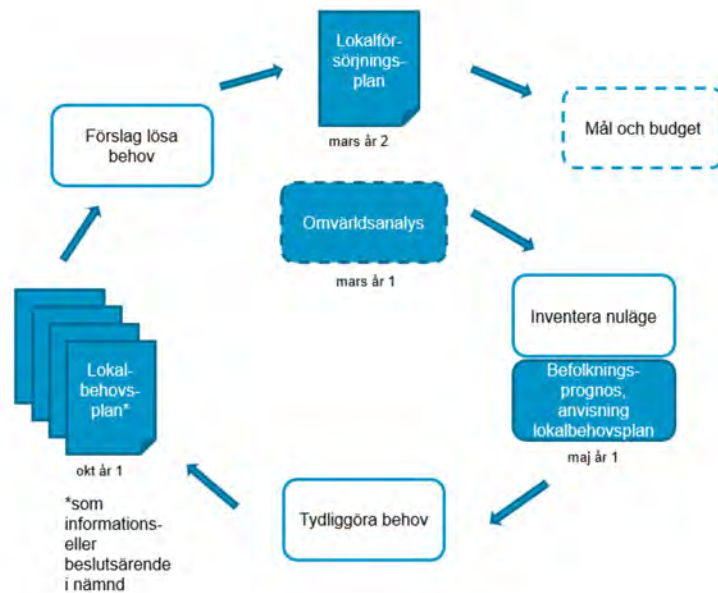 Lokalför-
sörjnings-
plan
mars år 2
Mål och budget
Förslag lösa
behov
Omvärldsanalys
mars år 1
Inventera nuläge
Befolknings-
prognos,
anvisning
lokalbehovsplan
maj år 1
Tydliggöra behov
Lokal-
behovs-
plan*
okt år 1
*som
informations-
eller
beslutsärende
i nämnd